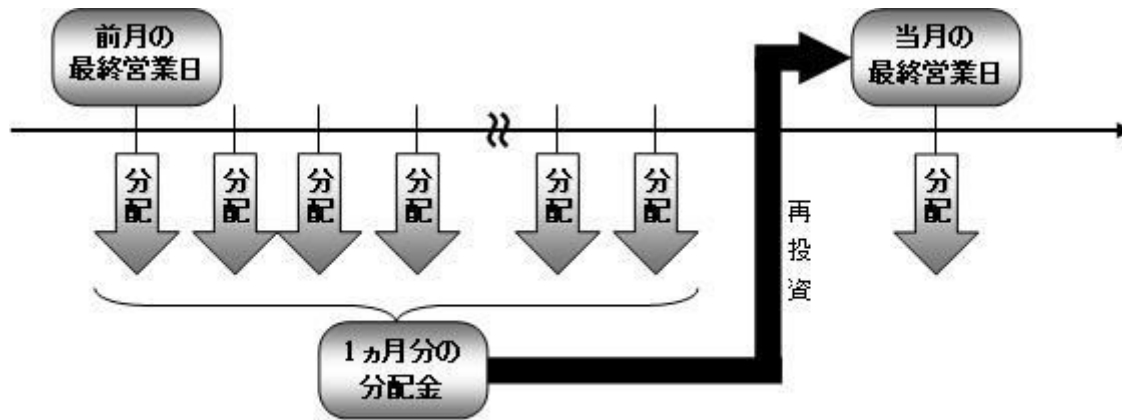 前月の
最終営業日
当月の
最終営業日
分配
分配
分配
分配
分配
分配
分配
再投資
1ヵ月分の
分配金